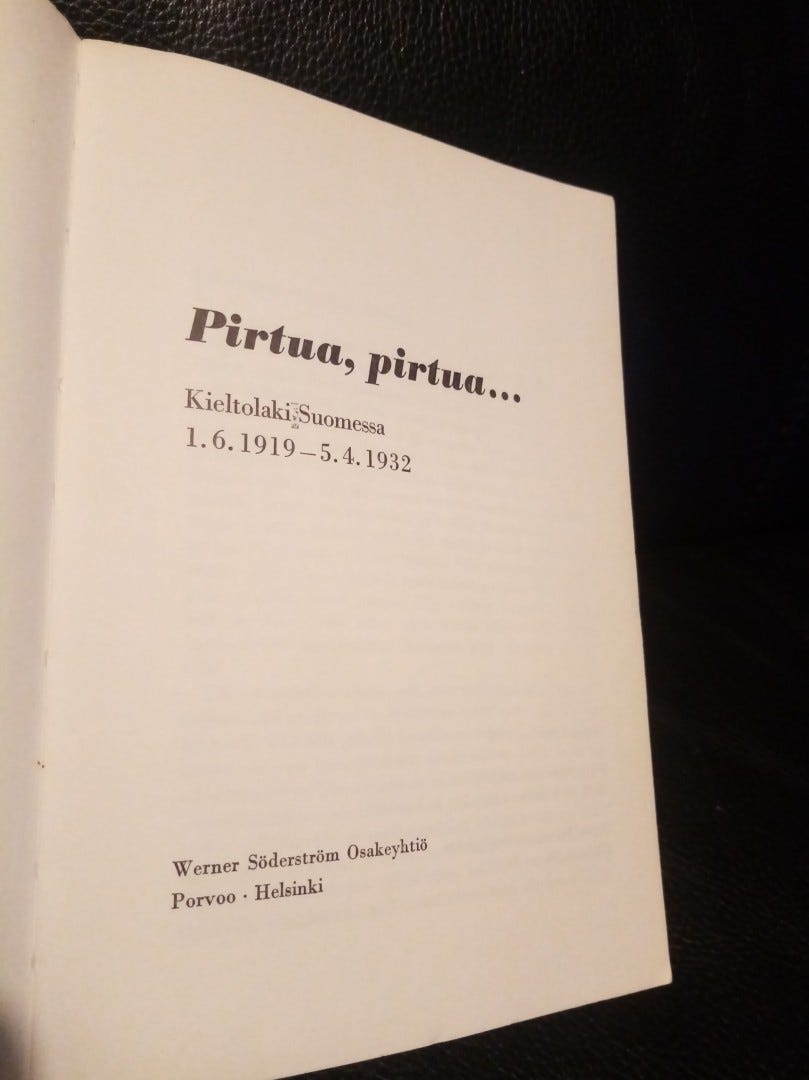 Pirtua, pirtua...
Kieltolaki Suomessa
1.6.1919–5.4.1932
Werner Söderström Osakeyhtiö
Porvoo · Helsinki